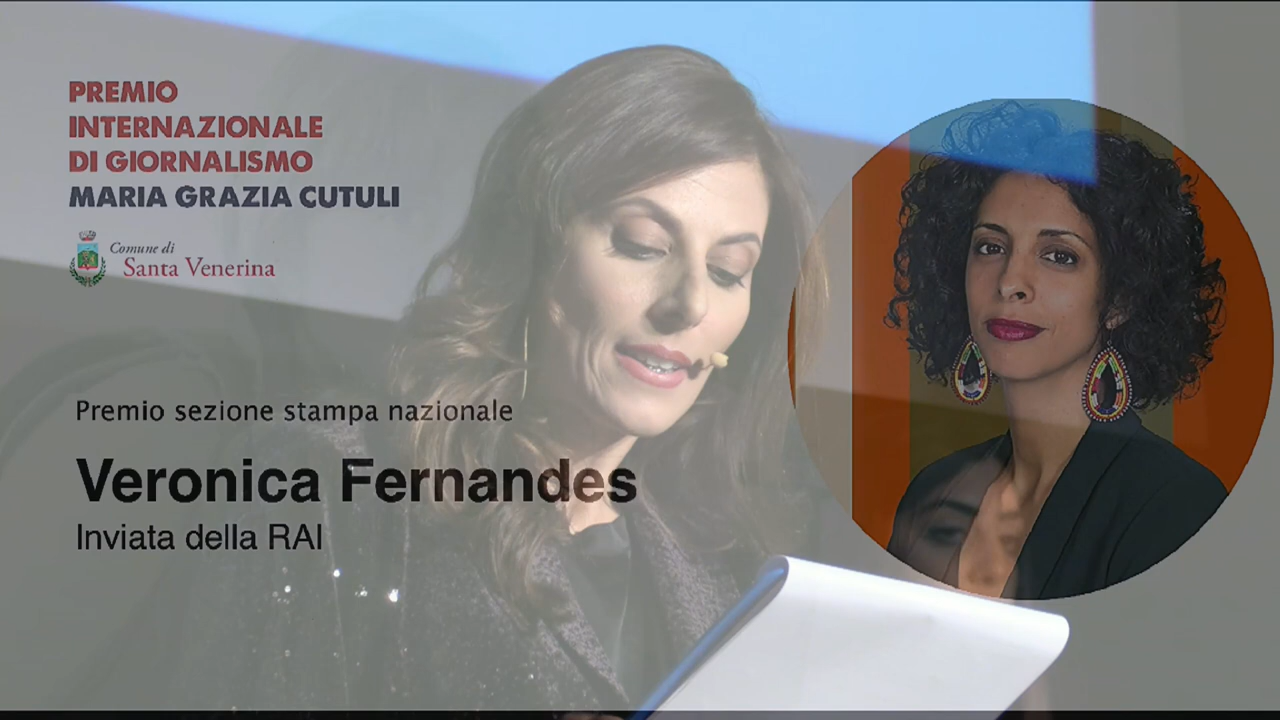 PREMIO
INTERNAZIONALE
DI GIORNALISMO
MARIA GRAZIA CUTULI
Comune di
Santa Venerina
Premio sezione stampa nazionale
Veronica Fernandes
Inviata della RAI